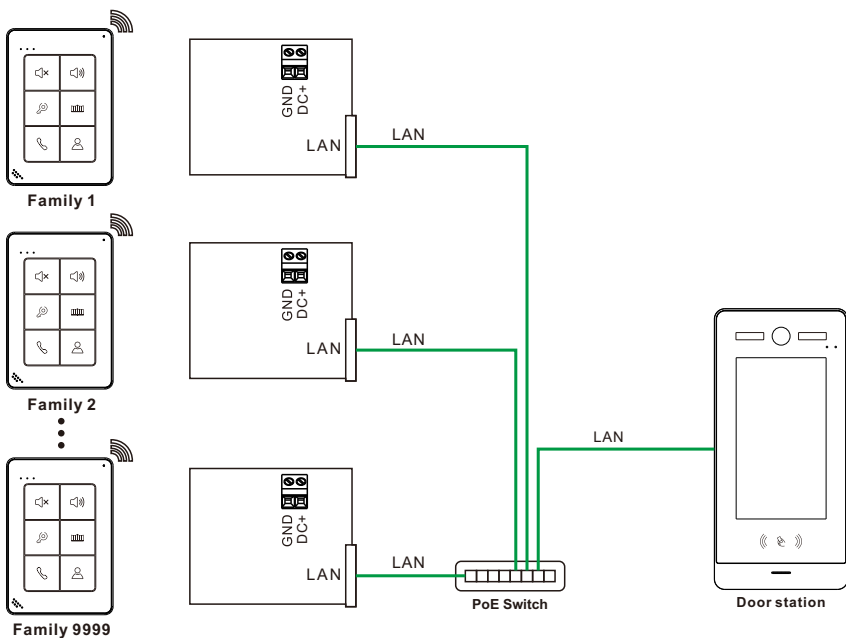 GND
DC+
LAN
LAN
Family 1
GND
DC+
LAN
LAN
Family 2
LAN
GND
DC+
LAN
LAN
PoE Switch
Door station
Family 9999